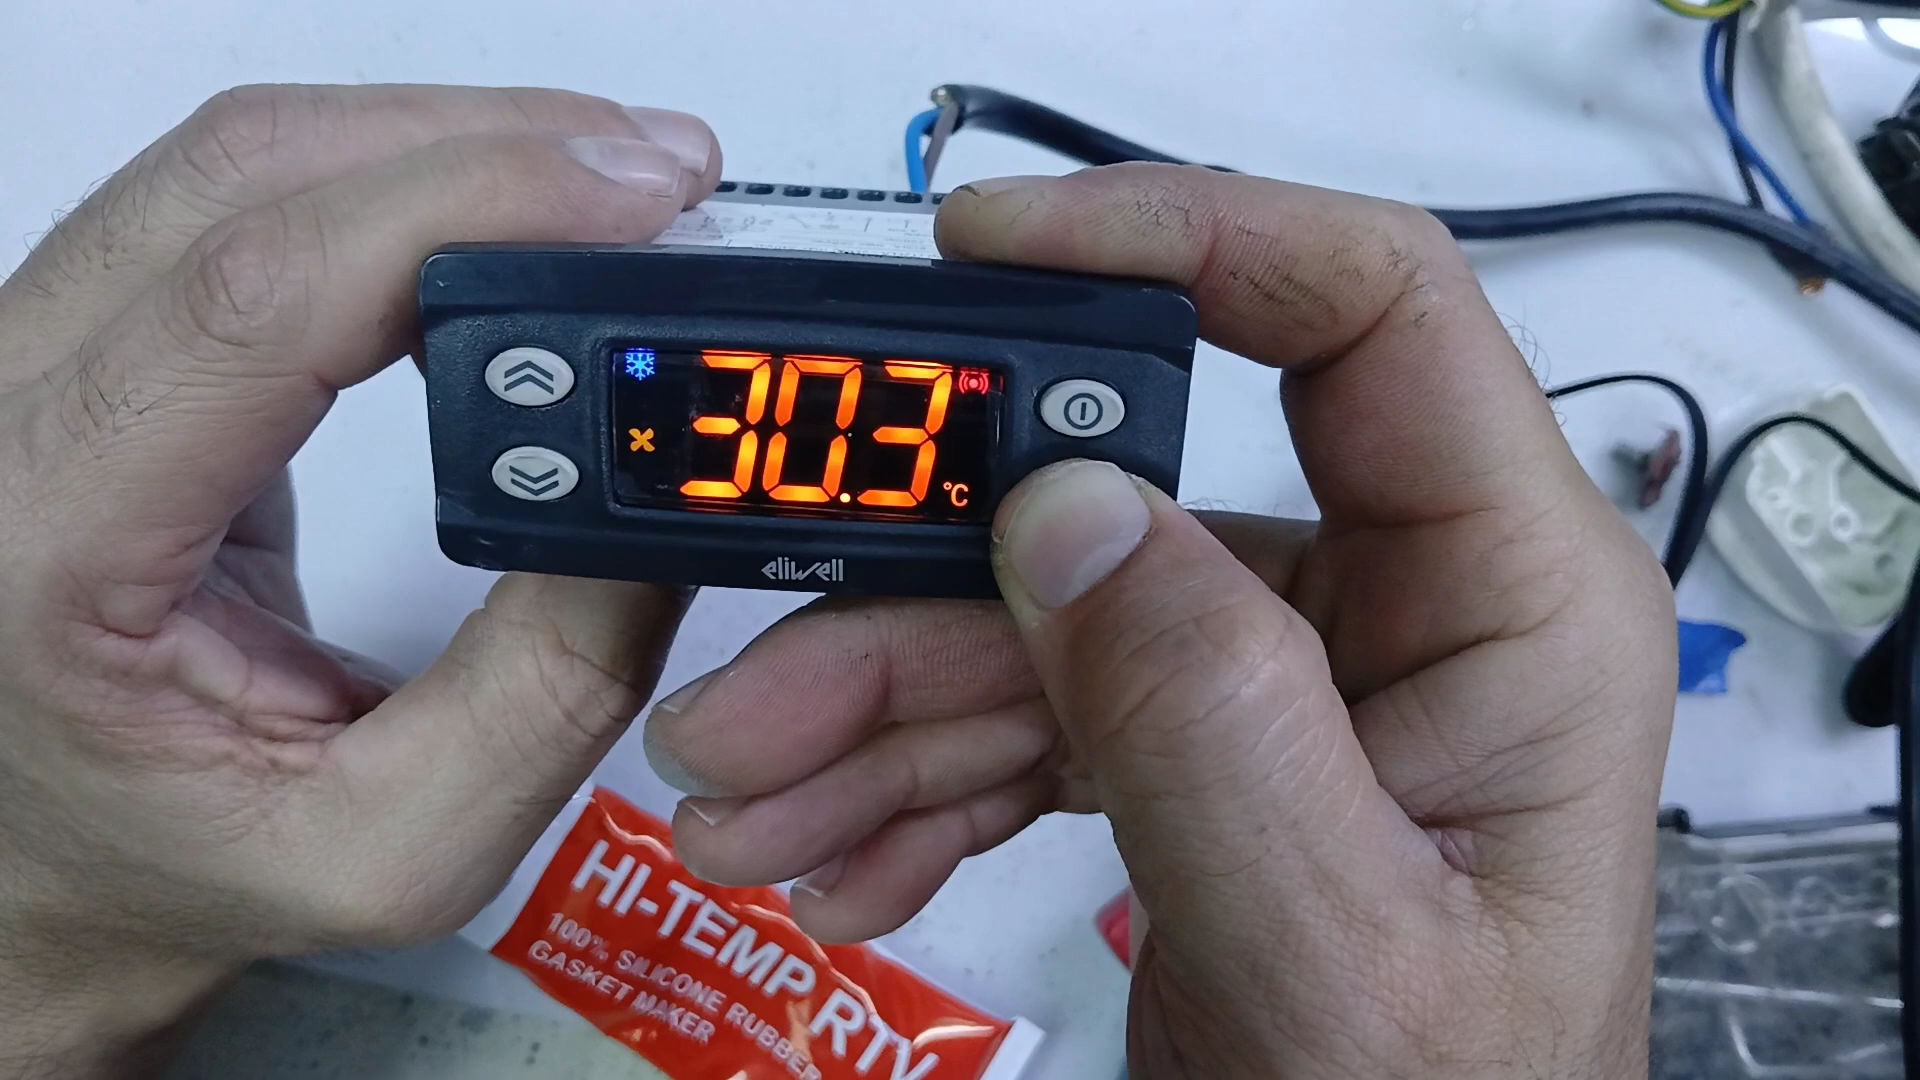 30.3 °C
eliwell
HI-TEMP RTV
100% SILICONE RUBBER
GASKET MAKER